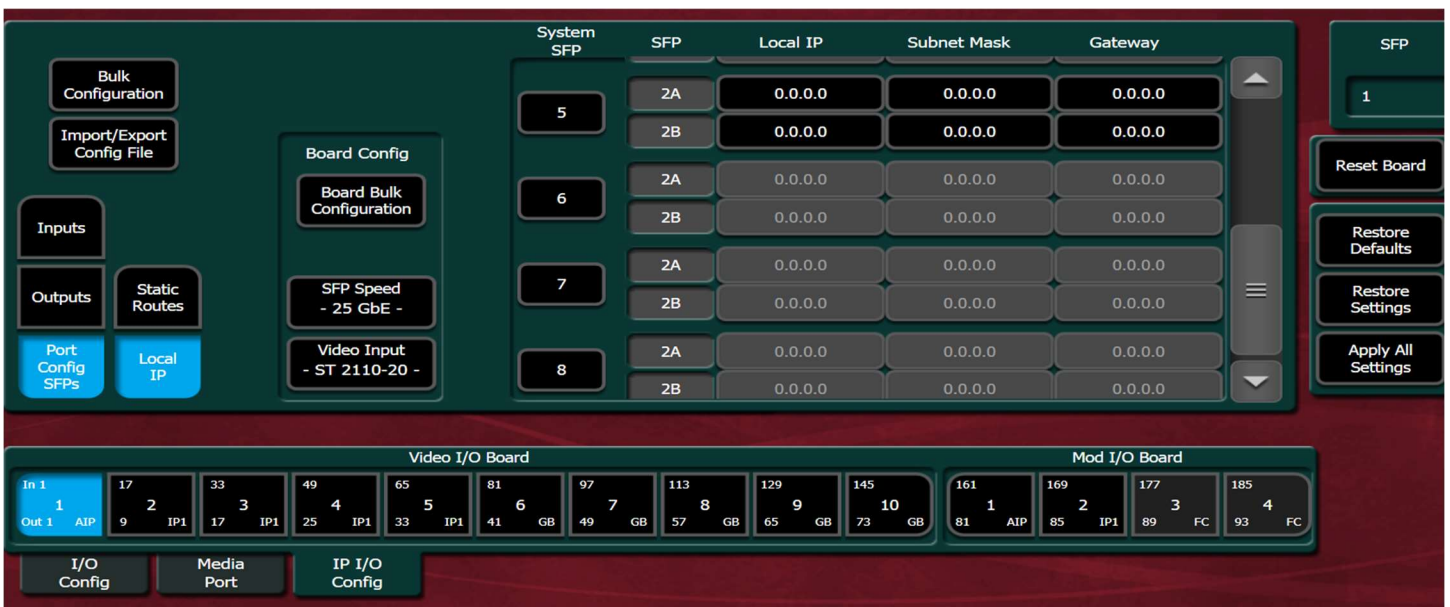 System
SFP
SFP
Local IP
Subnet Mask
Gateway
SFP
1
Bulk
Configuration
Import/Export
Config File
Inputs
Outputs
Static
Routes
Port
Config
SFPs
Local
IP
Board Config
Board Bulk
Configuration
SFP Speed
- 25 GbE -
Video Input
- ST 2110-20 -
5
2A 0.0.0.0 0.0.0.0 0.0.0.0
2B 0.0.0.0 0.0.0.0 0.0.0.0
6
2A 0.0.0.0 0.0.0.0 0.0.0.0
2B 0.0.0.0 0.0.0.0 0.0.0.0
7
2A 0.0.0.0 0.0.0.0 0.0.0.0
2B 0.0.0.0 0.0.0.0 0.0.0.0
8
2A 0.0.0.0 0.0.0.0 0.0.0.0
2B 0.0.0.0 0.0.0.0 0.0.0.0
Reset Board
Restore
Defaults
Restore
Settings
Apply All
Settings
Video I/O Board
In 1
1
Out 1 AIP
17
2
9 IP1
33
3
17 IP1
49
4
25 IP1
65
5
33 IP1
81
6
41 GB
97
7
49 GB
113
8
57 GB
129
9
65 GB
145
10
73 GB
Mod I/O Board
161
1
81 AIP
169
2
85 IP1
177
3
89 FC
185
4
93 FC
I/O
Config
Media
Port
IP I/O
Config